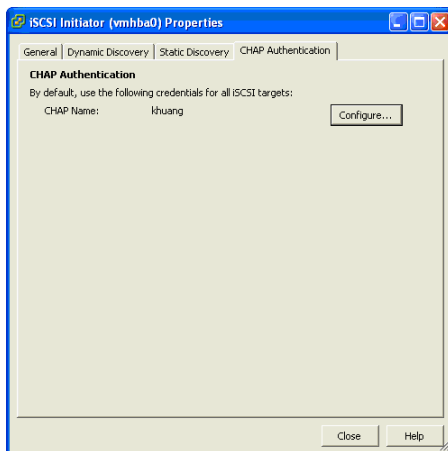 iSCSI Initiator (vmhba0) Properties
General Dynamic Discovery Static Discovery CHAP Authentication
CHAP Authentication
By default, use the following credentials for all iSCSI targets:
CHAP Name: khuang Configure...
Close Help